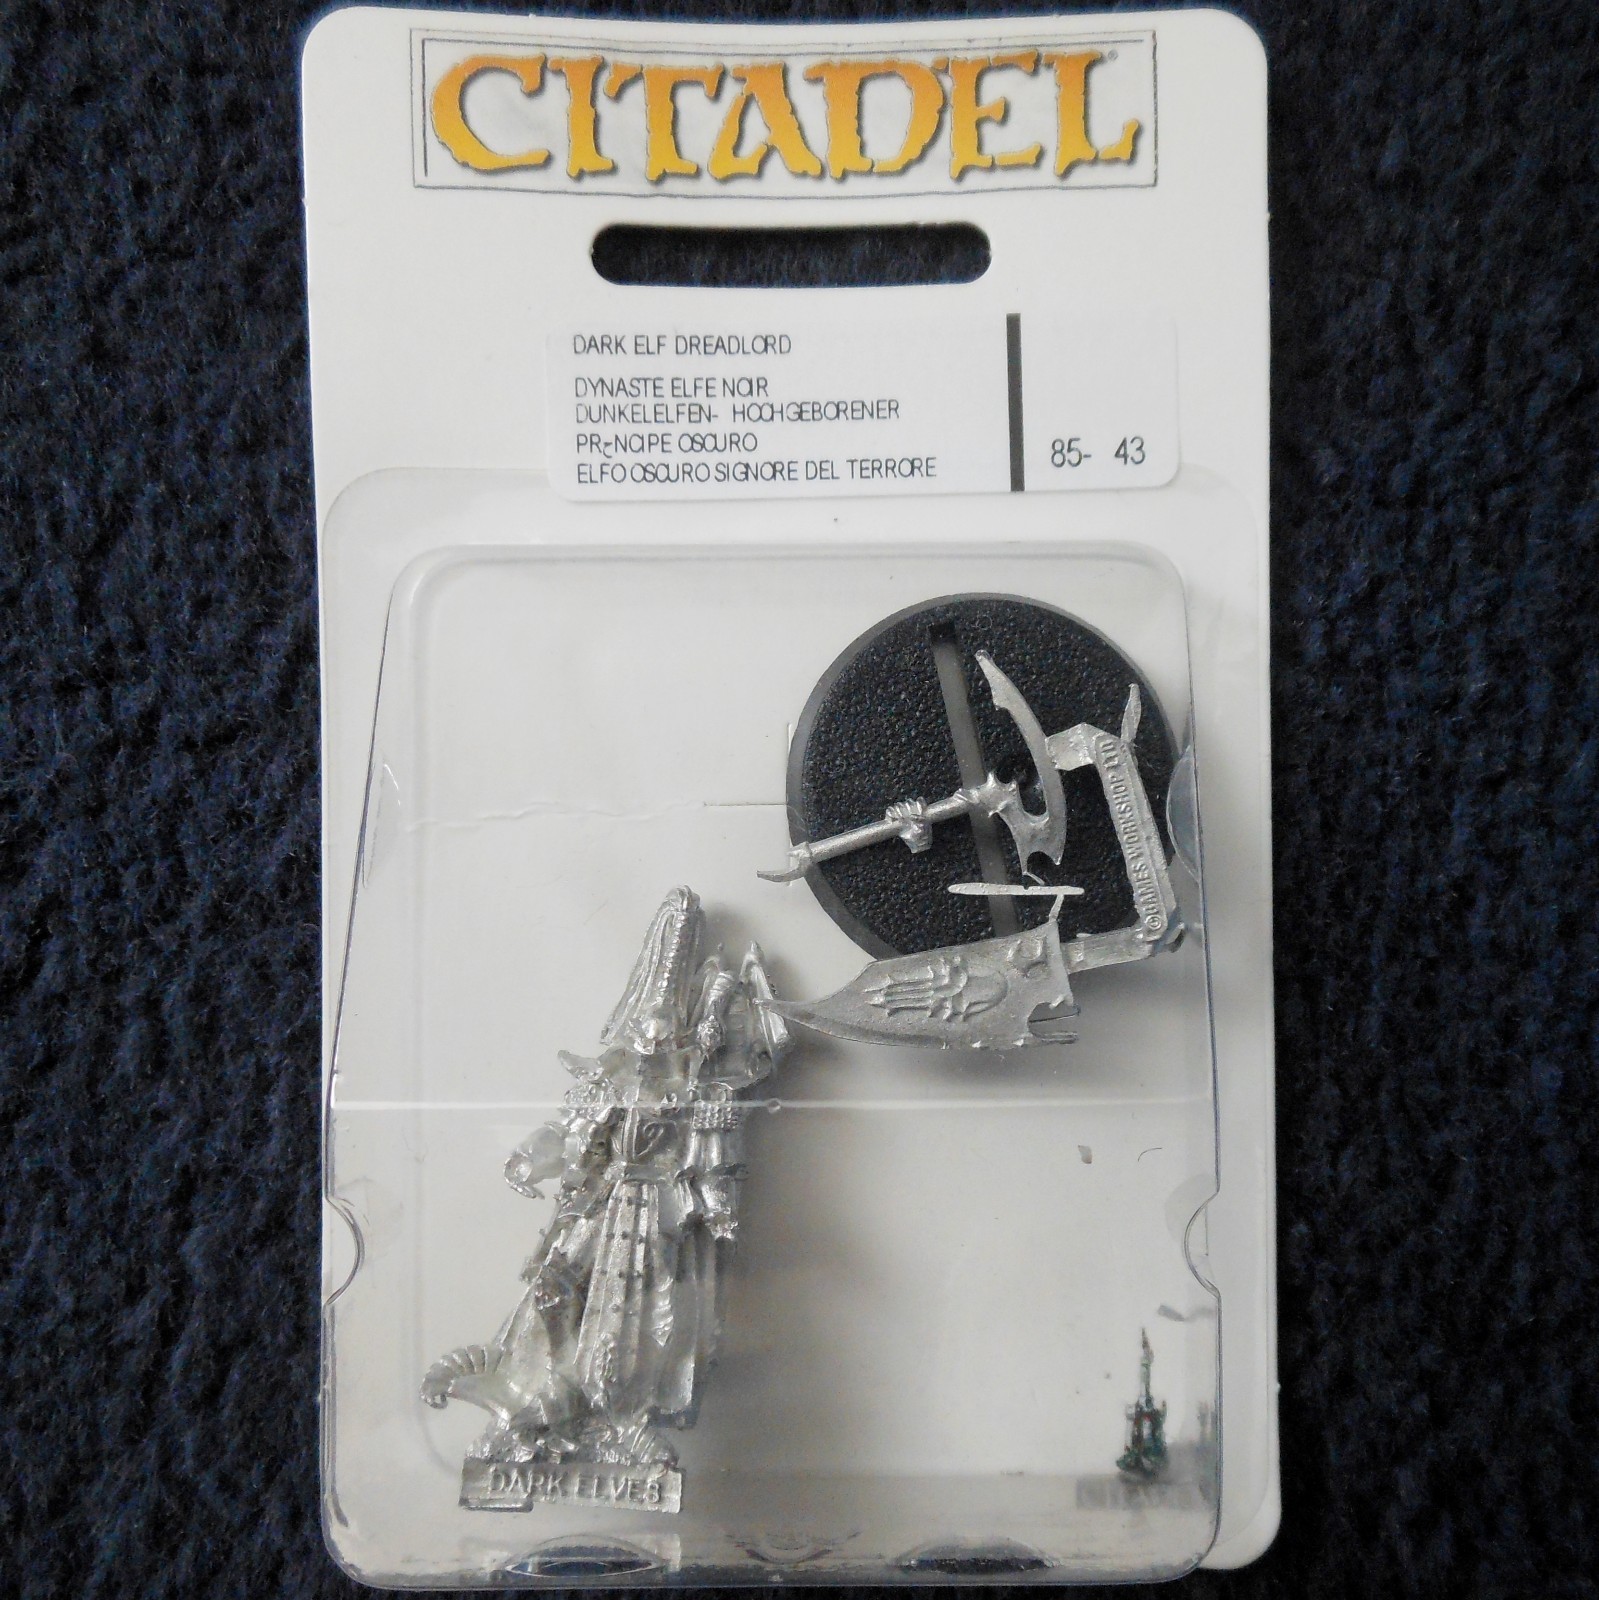 CITADEL
DARK ELF DREADLORD
DYNASTE ELFE NOIR
DUNKELELFEN- HOCHGEBORENER
PRȼNCIPE OSCURO
ELFO OSCURO SIGNORE DEL TERRORE
85- 43
©GAMES WORKSHOP LTD
DARK ELVES